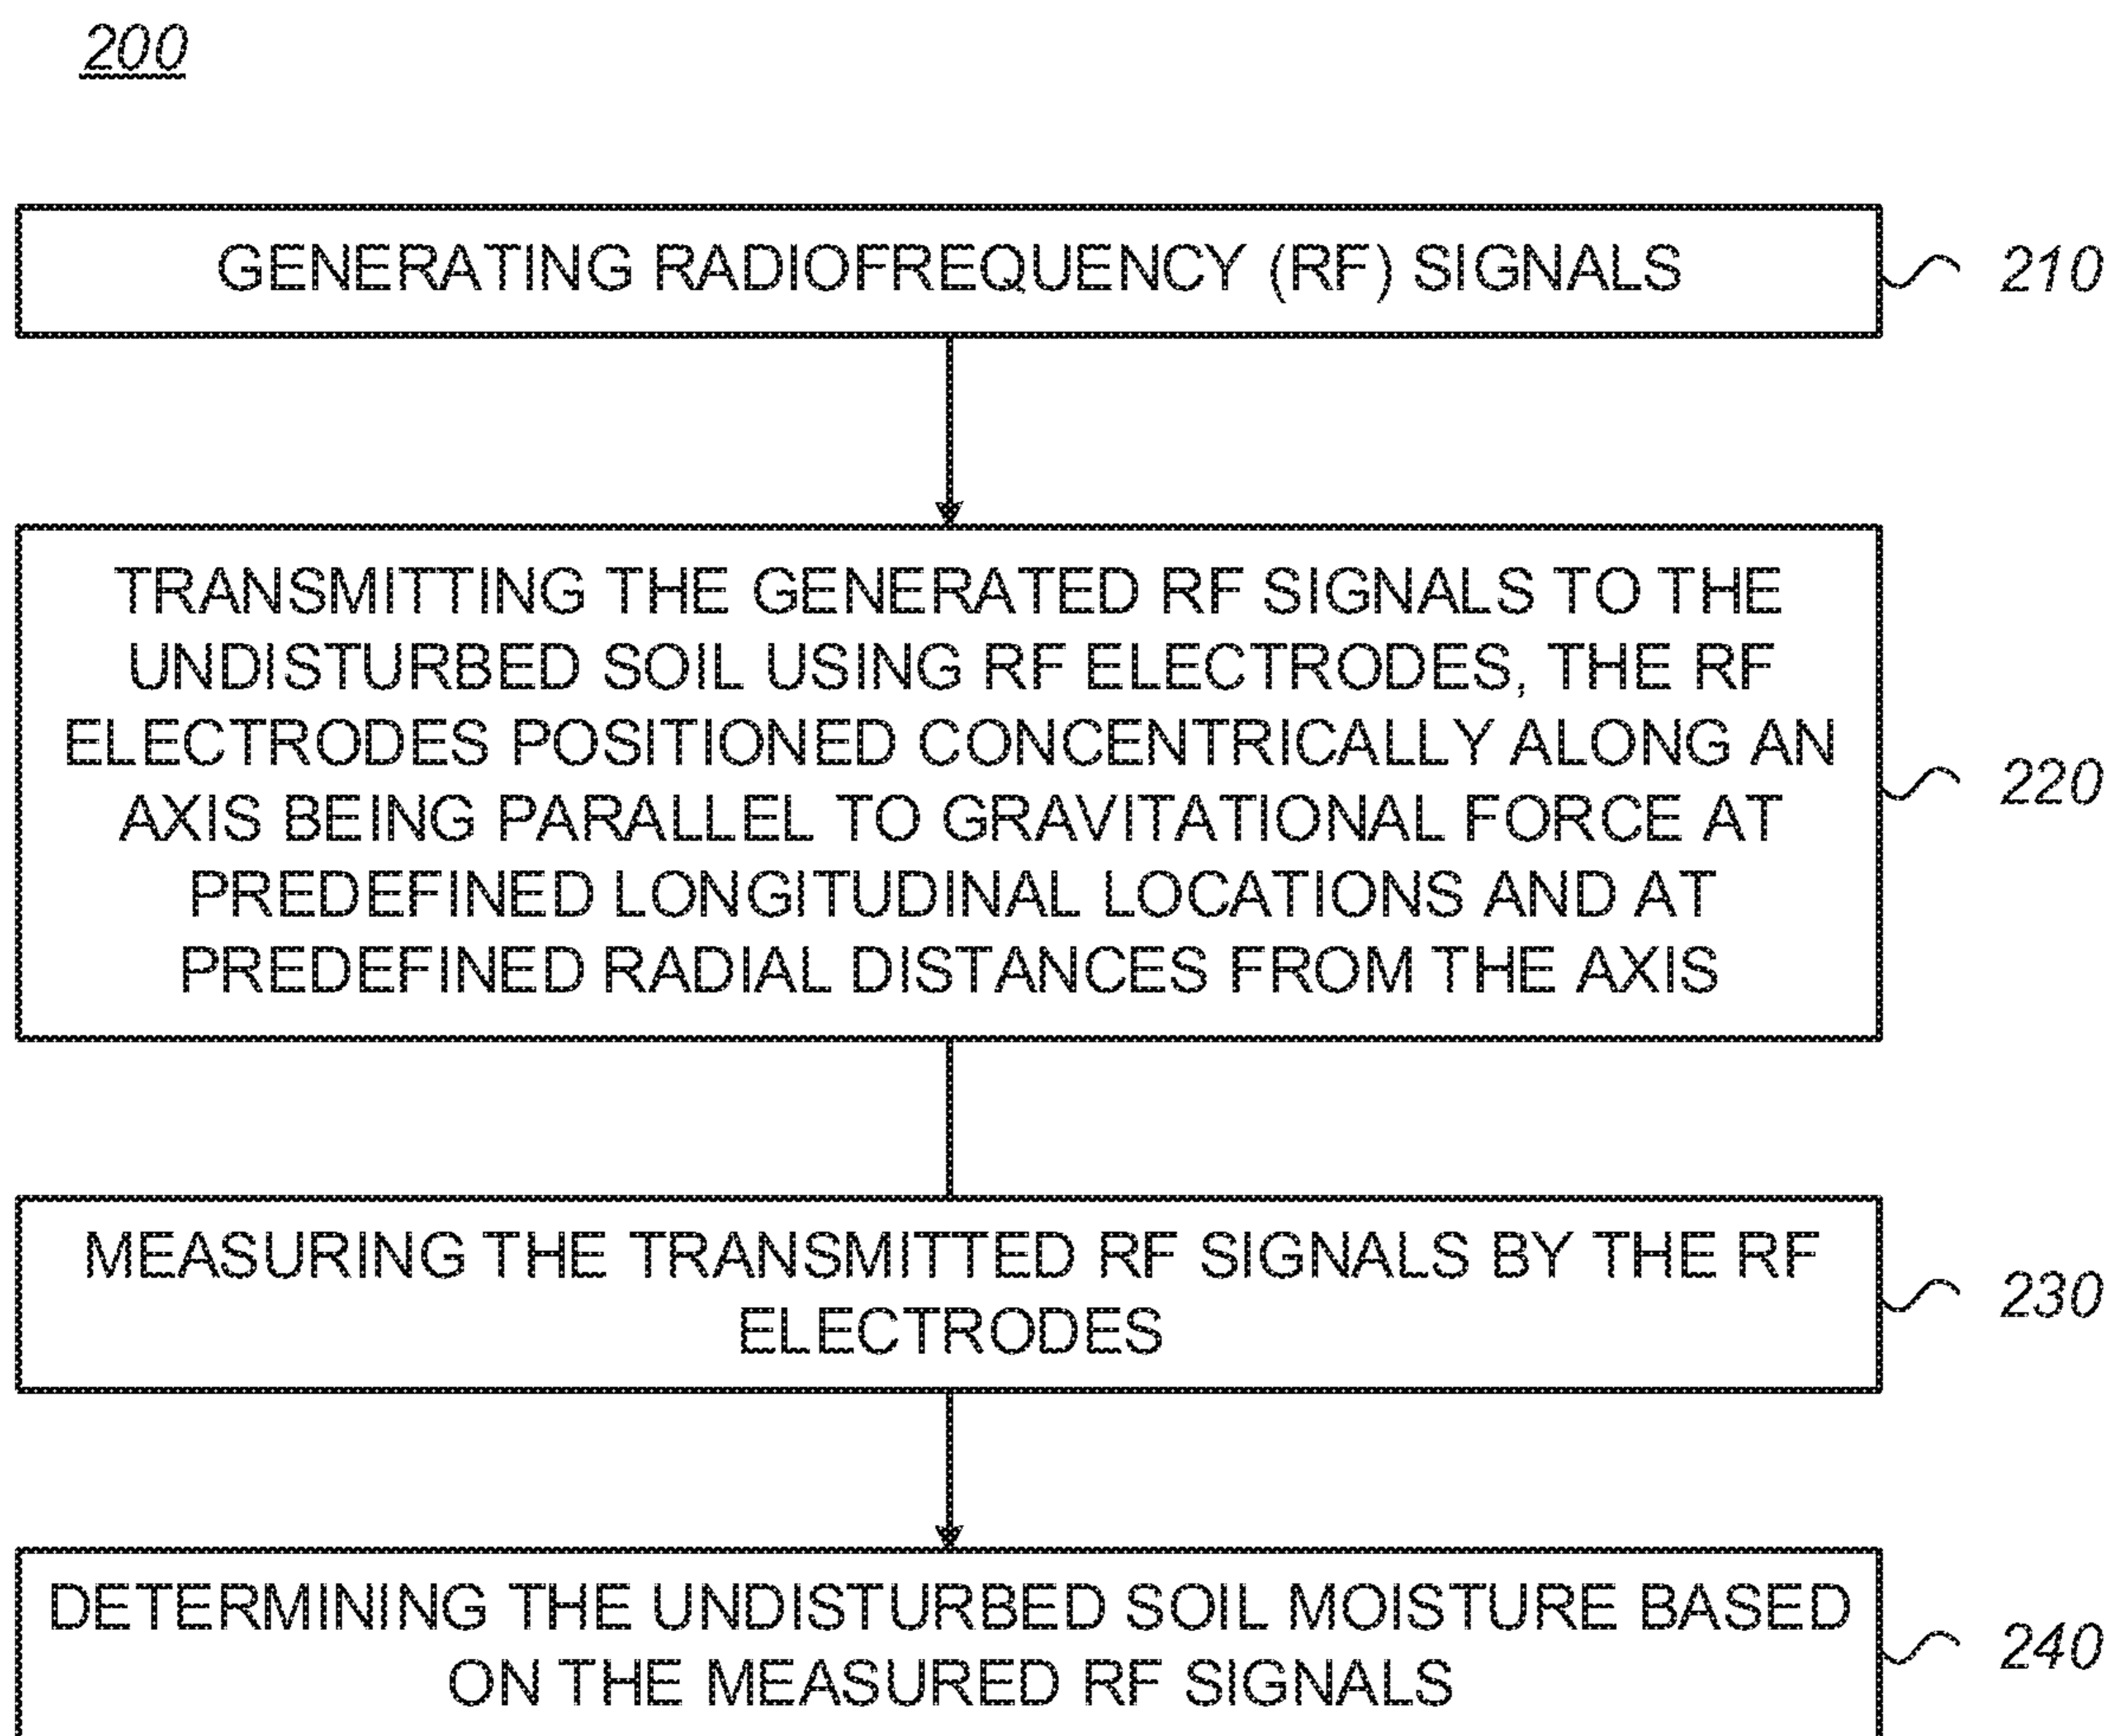 200
GENERATING RADIOFREQUENCY (RF) SIGNALS
210
TRANSMITTING THE GENERATED RF SIGNALS TO THE
UNDISTURBED SOIL USING RF ELECTRODES, THE RF
ELECTRODES POSITIONED CONCENTRICALLY ALONG AN
AXIS BEING PARALLEL TO GRAVITATIONAL FORCE AT
PREDEFINED LONGITUDINAL LOCATIONS AND AT
PREDEFINED RADIAL DISTANCES FROM THE AXIS
220
MEASURING THE TRANSMITTED RF SIGNALS BY THE RF
ELECTRODES
230
DETERMINING THE UNDISTURBED SOIL MOISTURE BASED
ON THE MEASURED RF SIGNALS
240